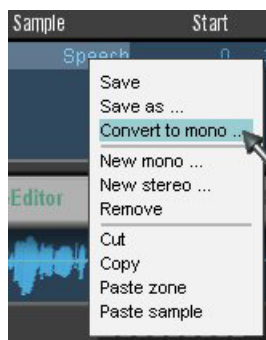 Sample Start
Speech 0
Save
Save as ...
Convert to mono ...
New mono ...
New stereo ...
Editor
Remove
Cut
Copy
Paste zone
Paste sample